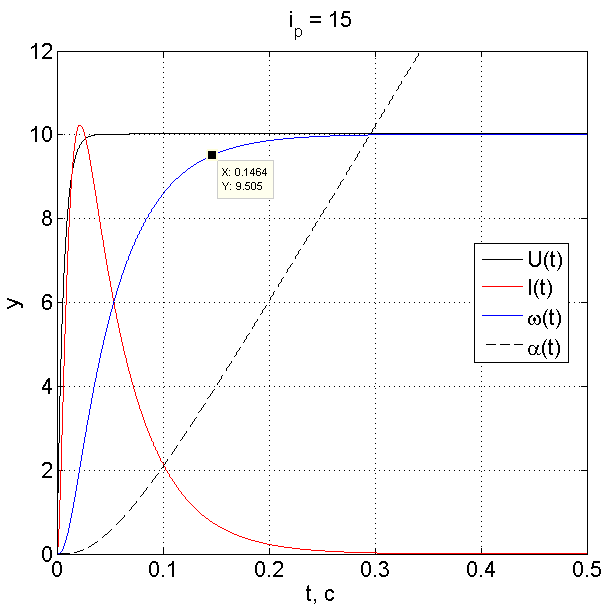 i_p = 15
12
10
8
6
4
2
0
y
X: 0.1464
Y: 9.505
U(t)
I(t)
ω(t)
α(t)
0 0.1 0.2 0.3 0.4 0.5
t, c